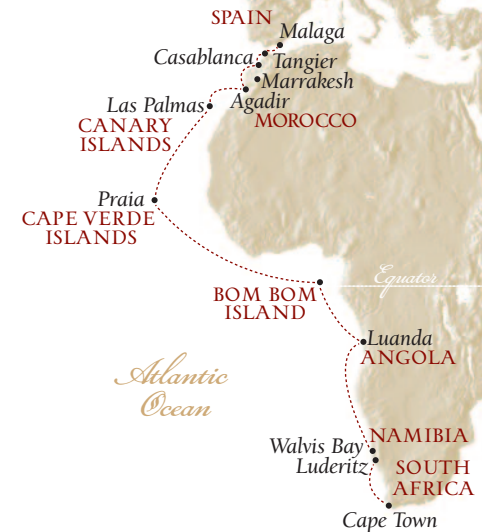 SPAIN
Malaga
Casablanca
Tangier
Marrakesh
Las Palmas
Agadir
MOROCCO
CANARY
ISLANDS
Praia
CAPE VERDE
ISLANDS
Equator
BOM BOM
ISLAND
Luanda
ANGOLA
Atlantic
Ocean
NAMIBIA
Walvis Bay
Luderitz
SOUTH
AFRICA
Cape Town